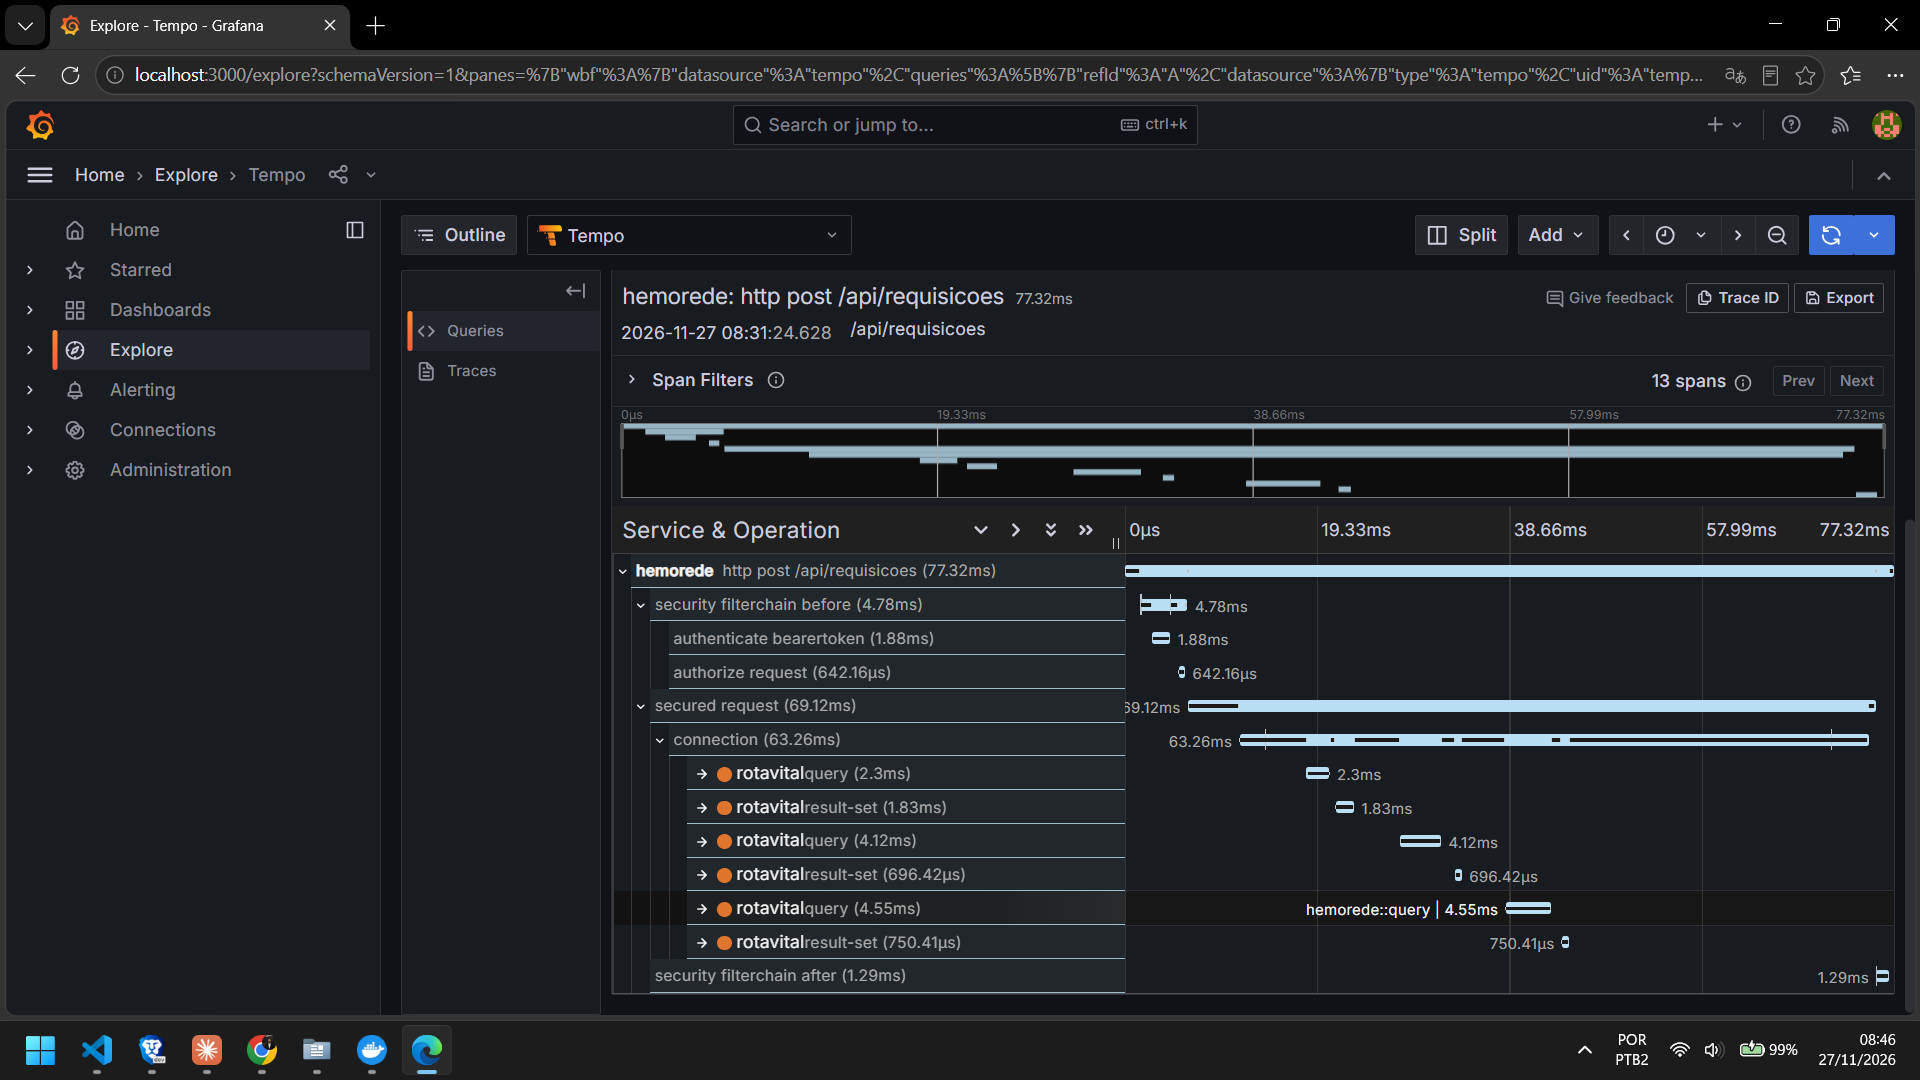 Explore - Tempo - Grafana
localhost:3000/explore?schemaVersion=1&panes=%7B"wbf"%3A%7B"datasource"%3A"tempo"%2C"queries"%3A%5B%7B"refId"%3A"A"%2C"datasource"%3A%7B"type"%3A"tempo"%2C"uid"%3A"temp...
Search or jump to...
ctrl+k
Home › Explore › Tempo
Home
Starred
Dashboards
Explore
Alerting
Connections
Administration
Outline
Tempo
Split
Add
Queries
Traces
hemorede: http post /api/requisicoes 77.32ms
Give feedback
Trace ID
Export
2026-11-27 08:31:24.628 /api/requisicoes
Span Filters
13 spans
Prev
Next
0μs 19.33ms 38.66ms 57.99ms 77.32ms
Service & Operation
0μs 19.33ms 38.66ms 57.99ms 77.32ms
hemorede http post /api/requisicoes (77.32ms)
security filterchain before (4.78ms) 4.78ms
authenticate bearertoken (1.88ms) 1.88ms
authorize request (642.16μs) 642.16μs
secured request (69.12ms) 69.12ms
connection (63.26ms) 63.26ms
rotavitalquery (2.3ms) 2.3ms
rotavitalresult-set (1.83ms) 1.83ms
rotavitalquery (4.12ms) 4.12ms
rotavitalresult-set (696.42μs) 696.42μs
rotavitalquery (4.55ms) hemorede::query | 4.55ms
rotavitalresult-set (750.41μs) 750.41μs
security filterchain after (1.29ms) 1.29ms
POR
PTB2
99%
08:46
27/11/2026